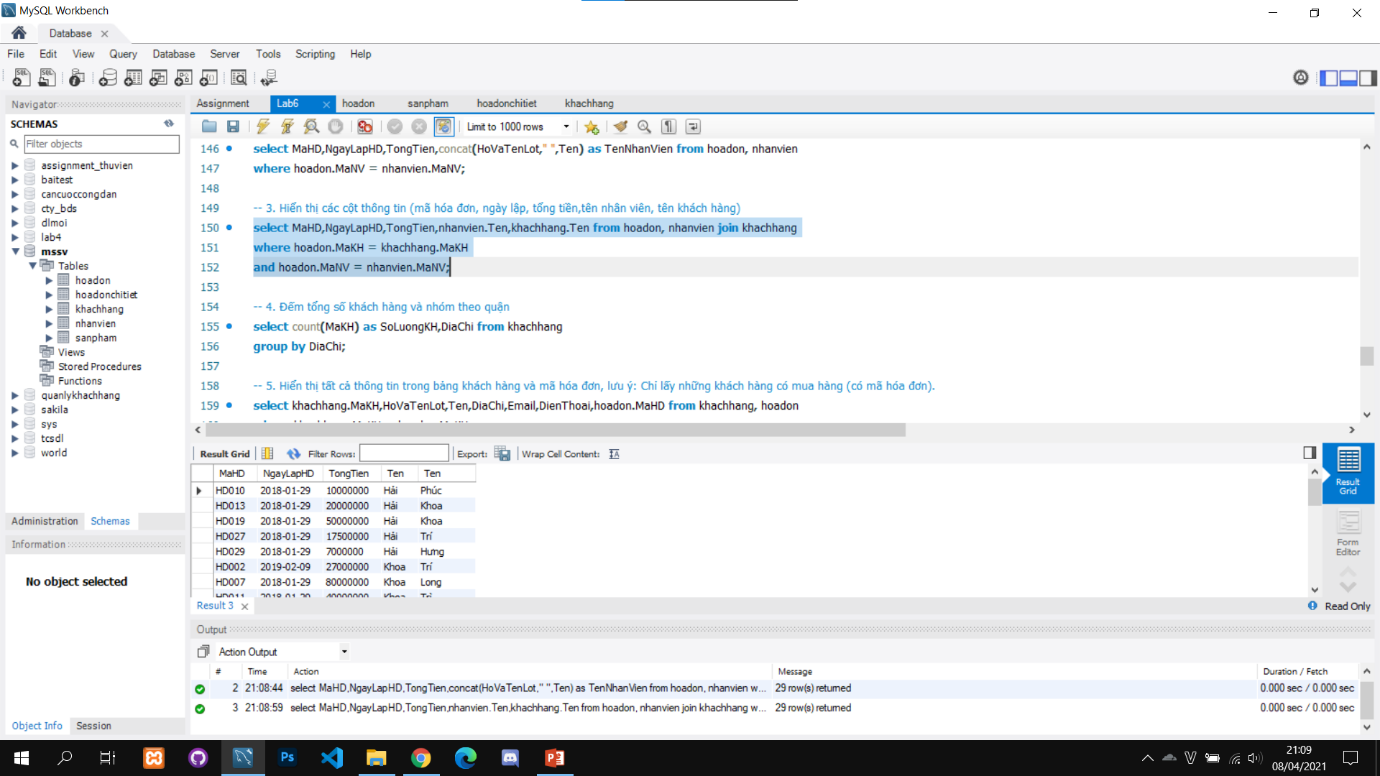 MySQL Workbench
Database
File Edit View Query Database Server Tools Scripting Help
Navigator
SCHEMAS
Filter objects
assignment_thuvien
baitest
cancuoccongdan
cty_bds
dlmoi
lab4
mssv
Tables
hoadon
hoadonchitiet
khachhang
nhanvien
sanpham
Views
Stored Procedures
Functions
quanlykhachhang
sakila
sys
tcsdl
world
Administration Schemas
Information
No object selected
Object Info Session
Assignment Lab6 hoadon sanpham hoadonchitiet khachhang
Limit to 1000 rows
146 select MaHD,NgayLapHD,TongTien,concat(HoVaTenLot," ",Ten) as TenNhanVien from hoadon, nhanvien
147 where hoadon.MaNV = nhanvien.MaNV;
148
149 -- 3. Hiển thị các cột thông tin (mã hóa đơn, ngày lập, tổng tiền,tên nhân viên, tên khách hàng)
150 select MaHD,NgayLapHD,TongTien,nhanvien.Ten,khachhang.Ten from hoadon, nhanvien join khachhang
151 where hoadon.MaKH = khachhang.MaKH
152 and hoadon.MaNV = nhanvien.MaNV;
153
154 -- 4. Đếm tổng số khách hàng và nhóm theo quận
155 select count(MaKH) as SoLuongKH,DiaChi from khachhang
156 group by DiaChi;
157
158 -- 5. Hiển thị tất cả thông tin trong bảng khách hàng và mã hóa đơn, lưu ý: Chỉ lấy những khách hàng có mua hàng (có mã hóa đơn).
159 select khachhang.MaKH,HoVaTenLot,Ten,DiaChi,Email,DienThoai,hoadon.MaHD from khachhang, hoadon
Result Grid Filter Rows: Export: Wrap Cell Content:
MaHD NgayLapHD TongTien Ten Ten
HD010 2018-01-29 10000000 Hải Phúc
HD013 2018-01-29 20000000 Hải Khoa
HD019 2018-01-29 50000000 Hải Khoa
HD027 2018-01-29 17500000 Hải Trí
HD029 2018-01-29 7000000 Hải Hưng
HD002 2019-02-09 27000000 Khoa Trí
HD007 2018-01-29 80000000 Khoa Long
HD011 2018-01-29 40000000 Khoa Trí
Result Grid
Form Editor
Result 3
Read Only
Output
Action Output
# Time Action Message Duration / Fetch
2 21:08:44 select MaHD,NgayLapHD,TongTien,concat(HoVaTenLot," ",Ten) as TenNhanVien from hoadon, nhanvien w... 29 row(s) returned 0.000 sec / 0.000 sec
3 21:08:59 select MaHD,NgayLapHD,TongTien,nhanvien.Ten,khachhang.Ten from hoadon, nhanvien join khachhang w... 29 row(s) returned 0.000 sec / 0.000 sec
21:09
08/04/2021